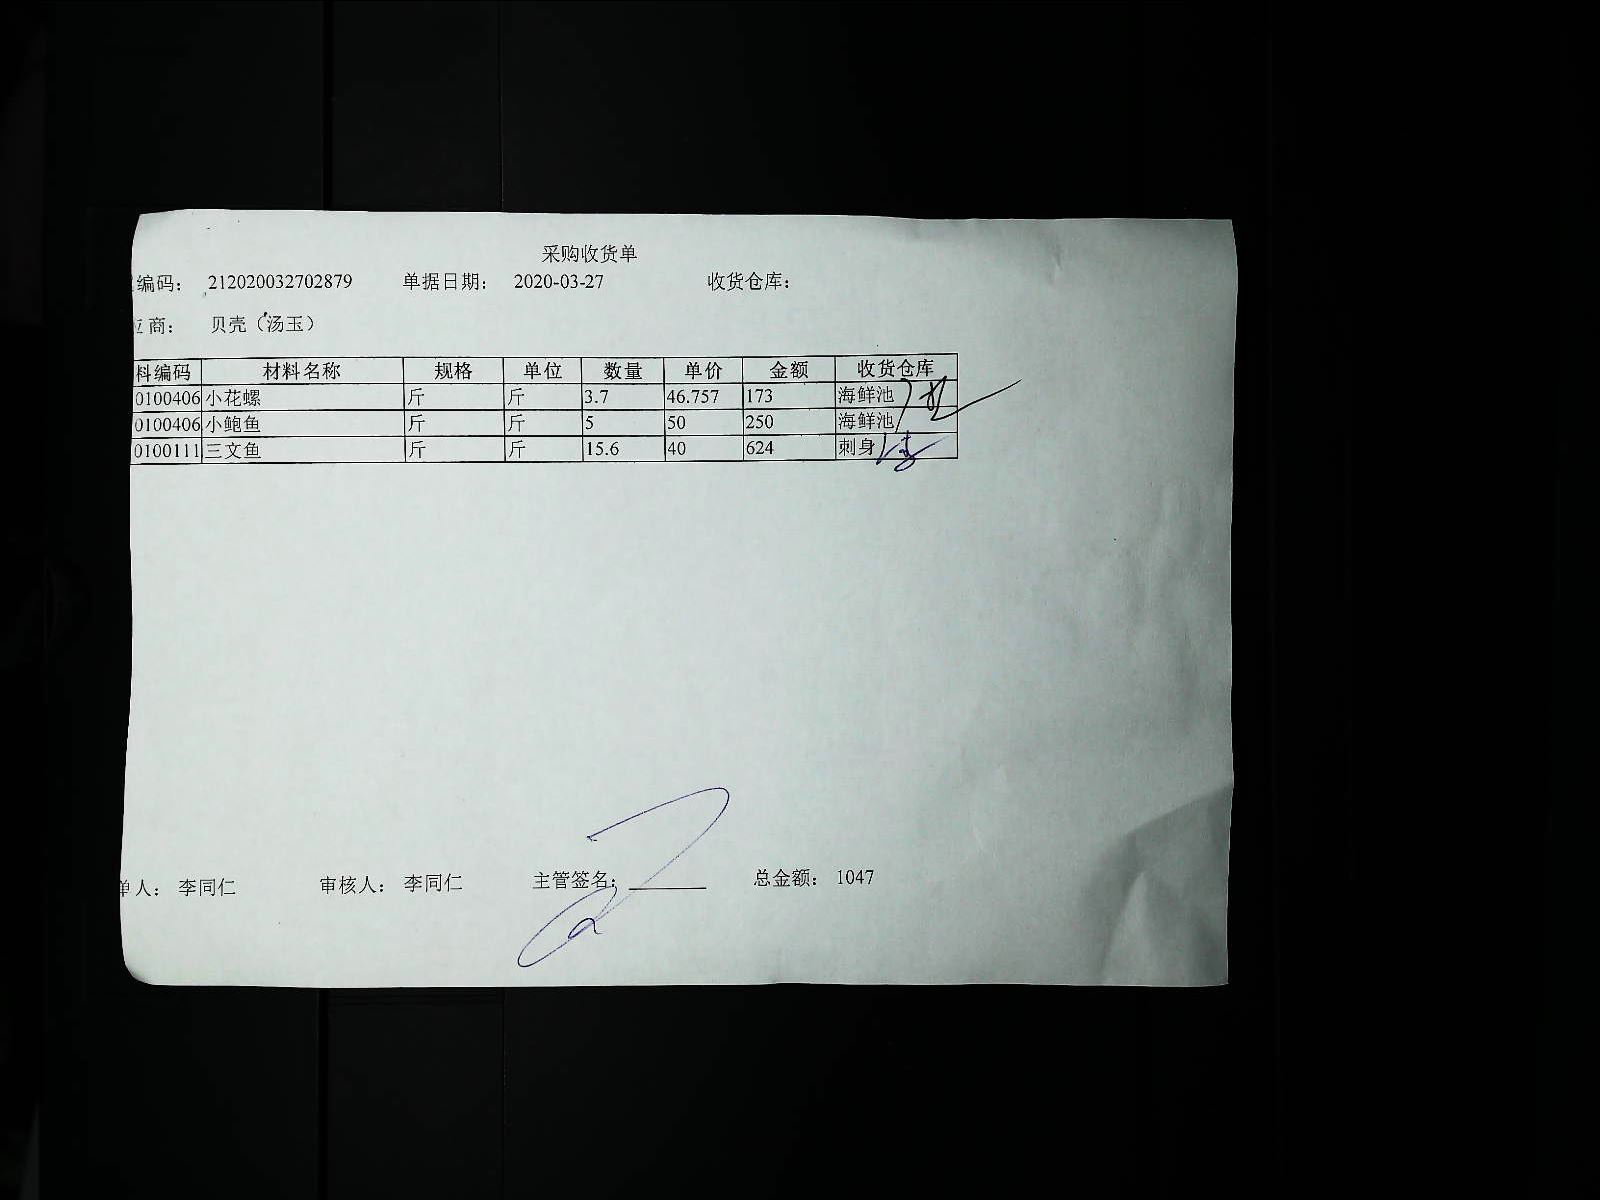 采购收货单
编码： 212020032702879 单据日期： 2020-03-27 收货仓库：
商： 贝壳（汤玉）
料编码 材料名称 规格 单位 数量 单价 金额 收货仓库
0100406 小花螺 斤 斤 3.7 46.757 173 海鲜池
0100406 小鲍鱼 斤 斤 5 50 250 海鲜池
0100111 三文鱼 斤 斤 15.6 40 624 刺身
单人： 李同仁 审核人： 李同仁 主管签名： 总金额： 1047